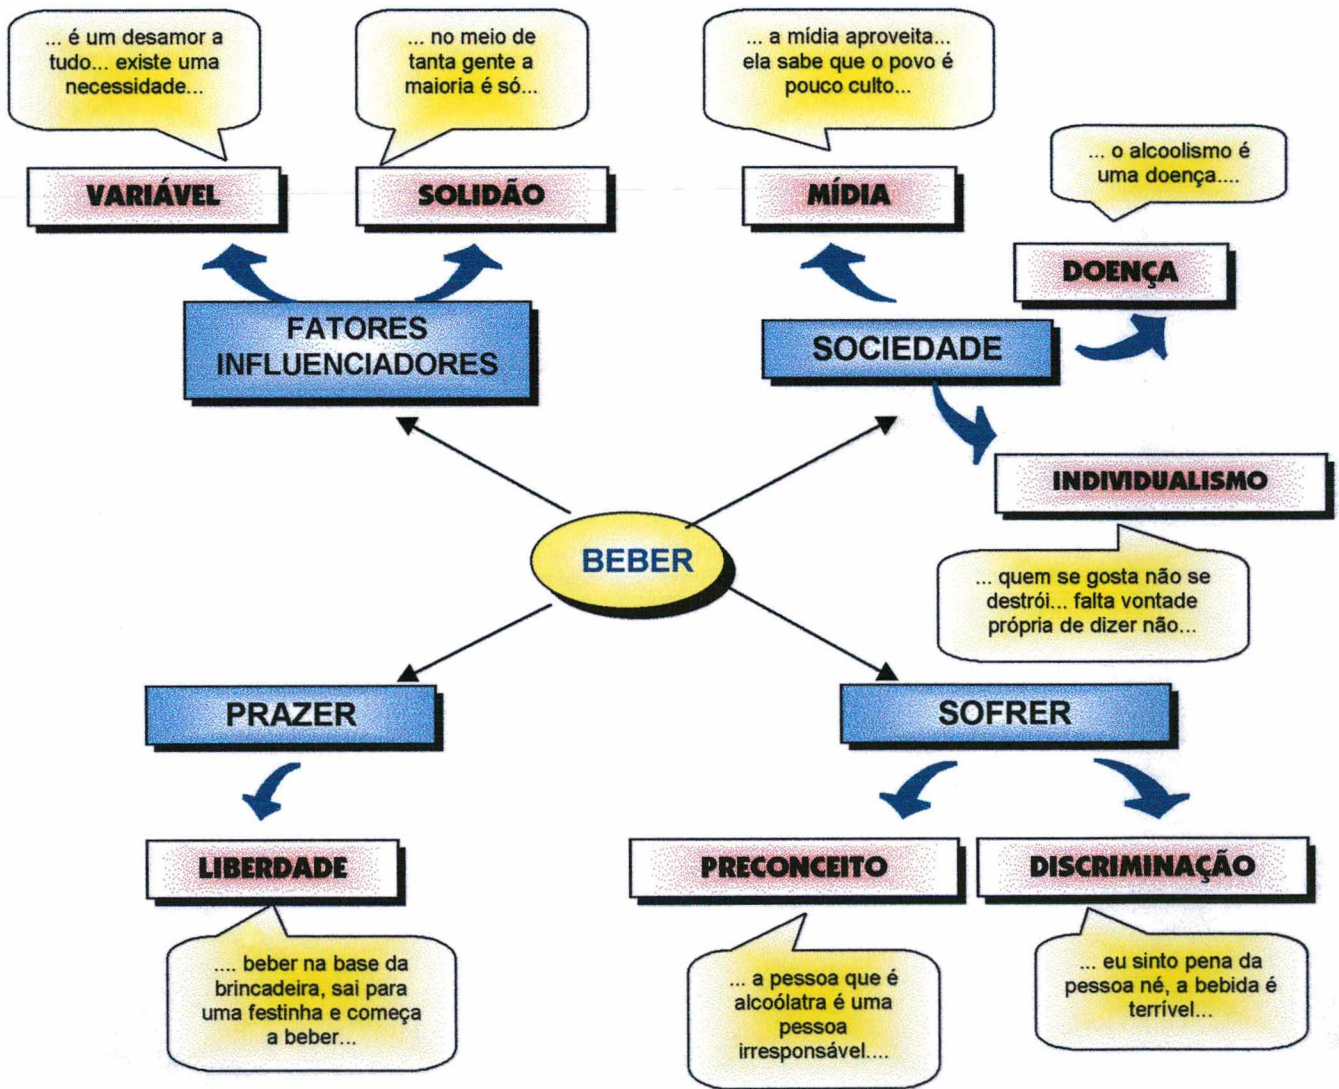 ... é um desamor a
tudo... existe uma
necessidade...
... no meio de
tanta gente a
maioria é só...
... a mídia aproveita...
ela sabe que o povo é
pouco culto...
... o alcoolismo é
uma doença....
VARIÁVEL
SOLIDÃO
MÍDIA
DOENÇA
FATORES
INFLUENCIADORES
SOCIEDADE
INDIVIDUALISMO
BEBER
... quem se gosta não se
destrói... falta vontade
própria de dizer não...
PRAZER
SOFRER
LIBERDADE
PRECONCEITO
DISCRIMINAÇÃO
.... beber na base da
brincadeira, sai para
uma festinha e começa
a beber...
... a pessoa que é
alcoólatra é uma
pessoa
irresponsável....
... eu sinto pena da
pessoa né, a bebida é
terrível...